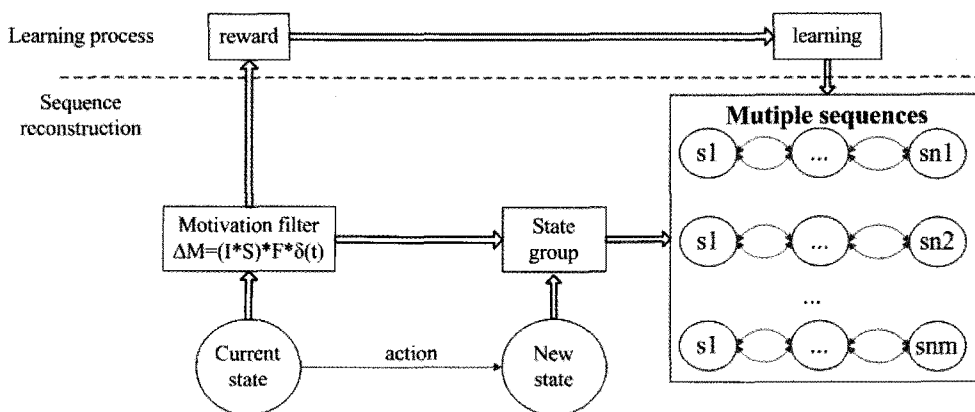 Learning process
reward
learning
Sequence
reconstruction
Mutiple sequences
s1
...
sn1
Motivation filter
ΔM=(I*S)*F*δ(t)
State
group
s1
...
sn2
...
Current
state
action
New
state
s1
...
snm